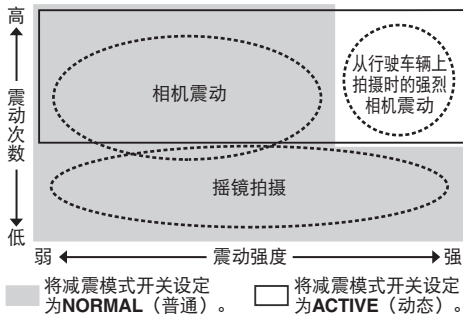 高
震动次数
低
相机震动
从行驶车辆上
拍摄时的强烈
相机震动
摇镜拍摄
弱 震动强度 强
将减震模式开关设定
为NORMAL（普通）。
将减震模式开关设定
为ACTIVE（动态）。